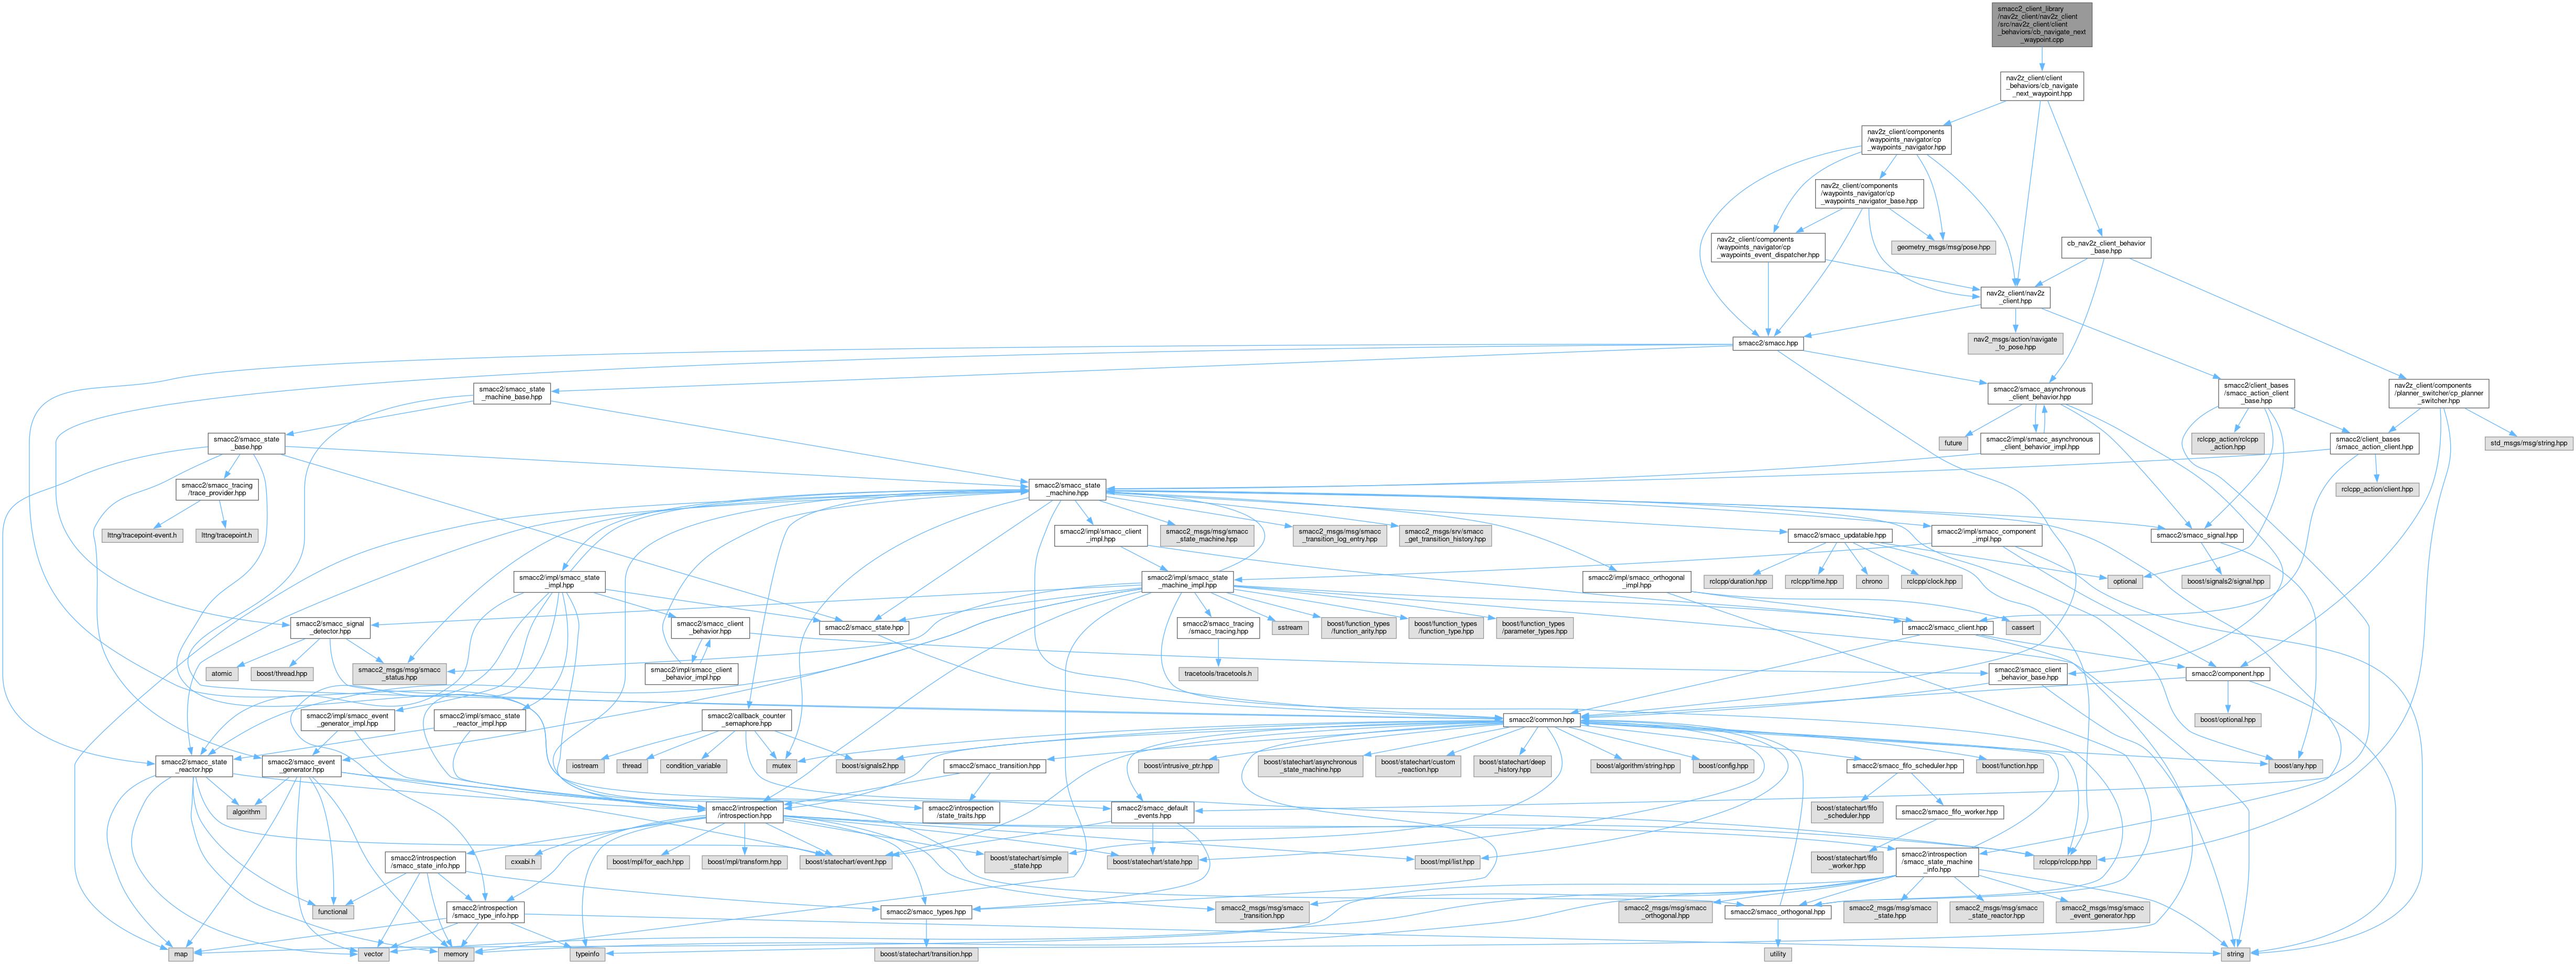 smacc2_client_library
/nav2z_client/nav2z_client
/src/nav2z_client/client
_behaviors/cb_navigate_next
_waypoint.cpp
nav2z_client/client
_behaviors/cb_navigate
_next_waypoint.hpp
nav2z_client/components
/waypoints_navigator/cp
_waypoints_navigator.hpp
nav2z_client/components
/waypoints_navigator/cp
_waypoints_navigator_base.hpp
nav2z_client/components
/waypoints_navigator/cp
_waypoints_event_dispatcher.hpp
geometry_msgs/msg/pose.hpp
cb_nav2z_client_behavior
_base.hpp
nav2z_client/nav2z
_client.hpp
smacc2/smacc.hpp
nav2_msgs/action/navigate
_to_pose.hpp
smacc2/smacc_state
_machine_base.hpp
smacc2/smacc_asynchronous
_client_behavior.hpp
smacc2/client_bases
/smacc_action_client
_base.hpp
nav2z_client/components
/planner_switcher/cp_planner
_switcher.hpp
smacc2/smacc_state
_base.hpp
future
smacc2/impl/smacc_asynchronous
_client_behavior_impl.hpp
rclcpp_action/rclcpp
_action.hpp
smacc2/client_bases
/smacc_action_client.hpp
std_msgs/msg/string.hpp
smacc2/smacc_tracing
/trace_provider.hpp
smacc2/smacc_state
_machine.hpp
rclcpp_action/client.hpp
lttng/tracepoint-event.h
lttng/tracepoint.h
smacc2/impl/smacc_client
_impl.hpp
smacc2_msgs/msg/smacc
_state_machine.hpp
smacc2_msgs/msg/smacc
_transition_log_entry.hpp
smacc2_msgs/srv/smacc
_get_transition_history.hpp
smacc2/smacc_updatable.hpp
smacc2/impl/smacc_component
_impl.hpp
smacc2/smacc_signal.hpp
smacc2/impl/smacc_state
_impl.hpp
smacc2/impl/smacc_state
_machine_impl.hpp
smacc2/impl/smacc_orthogonal
_impl.hpp
rclcpp/duration.hpp
rclcpp/time.hpp
chrono
rclcpp/clock.hpp
optional
boost/signals2/signal.hpp
smacc2/smacc_signal
_detector.hpp
smacc2/smacc_client
_behavior.hpp
smacc2/smacc_state.hpp
smacc2/smacc_tracing
/smacc_tracing.hpp
sstream
boost/function_types
/function_arity.hpp
boost/function_types
/function_type.hpp
boost/function_types
/parameter_types.hpp
smacc2/smacc_client.hpp
cassert
atomic
boost/thread.hpp
smacc2_msgs/msg/smacc
_status.hpp
smacc2/impl/smacc_client
_behavior_impl.hpp
tracetools/tracetools.h
smacc2/smacc_client
_behavior_base.hpp
smacc2/component.hpp
smacc2/impl/smacc_event
_generator_impl.hpp
smacc2/impl/smacc_state
_reactor_impl.hpp
smacc2/callback_counter
_semaphore.hpp
smacc2/common.hpp
boost/optional.hpp
smacc2/smacc_state
_reactor.hpp
smacc2/smacc_event
_generator.hpp
iostream
thread
condition_variable
mutex
boost/signals2.hpp
smacc2/smacc_transition.hpp
boost/intrusive_ptr.hpp
boost/statechart/asynchronous
_state_machine.hpp
boost/statechart/custom
_reaction.hpp
boost/statechart/deep
_history.hpp
boost/algorithm/string.hpp
boost/config.hpp
smacc2/smacc_fifo_scheduler.hpp
boost/function.hpp
boost/any.hpp
algorithm
smacc2/introspection
/introspection.hpp
smacc2/introspection
/state_traits.hpp
smacc2/smacc_default
_events.hpp
boost/statechart/fifo
_scheduler.hpp
smacc2/smacc_fifo_worker.hpp
smacc2/introspection
/smacc_state_info.hpp
cxxabi.h
boost/mpl/for_each.hpp
boost/mpl/transform.hpp
boost/statechart/event.hpp
boost/statechart/simple
_state.hpp
boost/statechart/state.hpp
boost/mpl/list.hpp
boost/statechart/fifo
_worker.hpp
smacc2/introspection
/smacc_state_machine
_info.hpp
rclcpp/rclcpp.hpp
functional
smacc2/introspection
/smacc_type_info.hpp
smacc2/smacc_types.hpp
smacc2_msgs/msg/smacc
_transition.hpp
smacc2_msgs/msg/smacc
_orthogonal.hpp
smacc2/smacc_orthogonal.hpp
smacc2_msgs/msg/smacc
_state.hpp
smacc2_msgs/msg/smacc
_state_reactor.hpp
smacc2_msgs/msg/smacc
_event_generator.hpp
map
vector
memory
typeinfo
boost/statechart/transition.hpp
utility
string